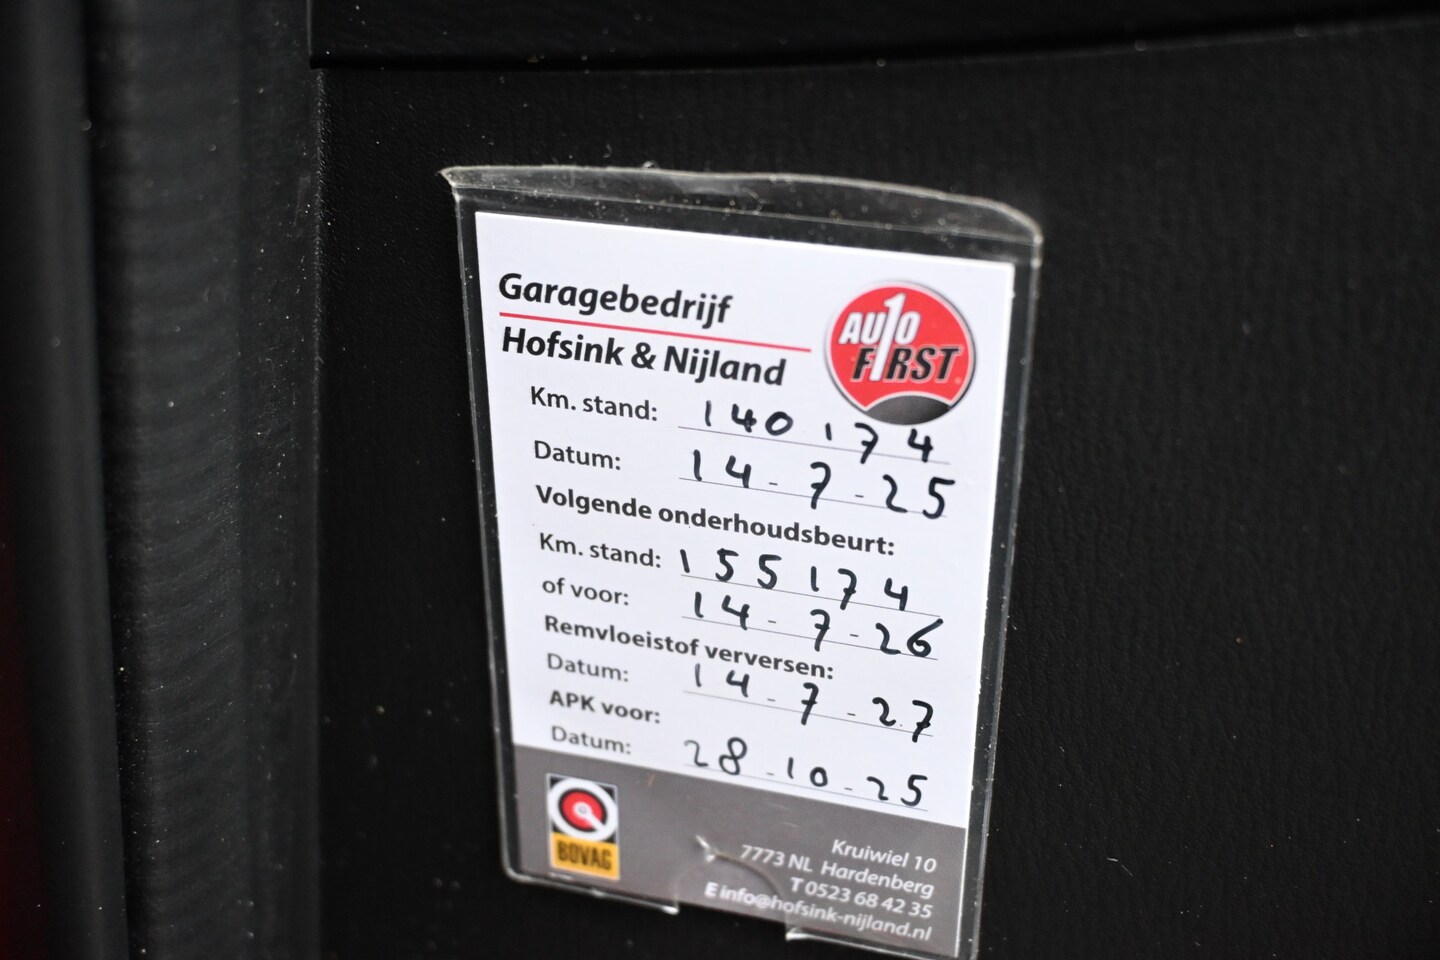 Garagebedrijf
Hofsink & Nijland
AUTO
FIRST
Km. stand: 140.174
Datum: 14-7-25
Volgende onderhoudsbeurt:
Km. stand: 155174
of voor: 14-7-26
Remvloeistof verversen:
Datum: 14-7-27
APK voor:
Datum: 28-10-25
BOVAG
Kruiwiel 10
7773 NL Hardenberg
T 0523 68 42 35
E info@hofsink-nijland.nl